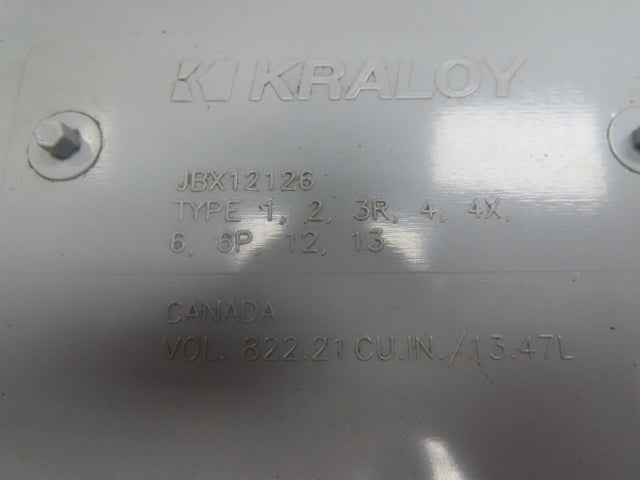 KRALOY
JBX12126
TYPE 1, 2, 3R, 4, 4X,
6, 6P, 12, 13
CANADA
VOL. 822.21 CU.IN./13.47L